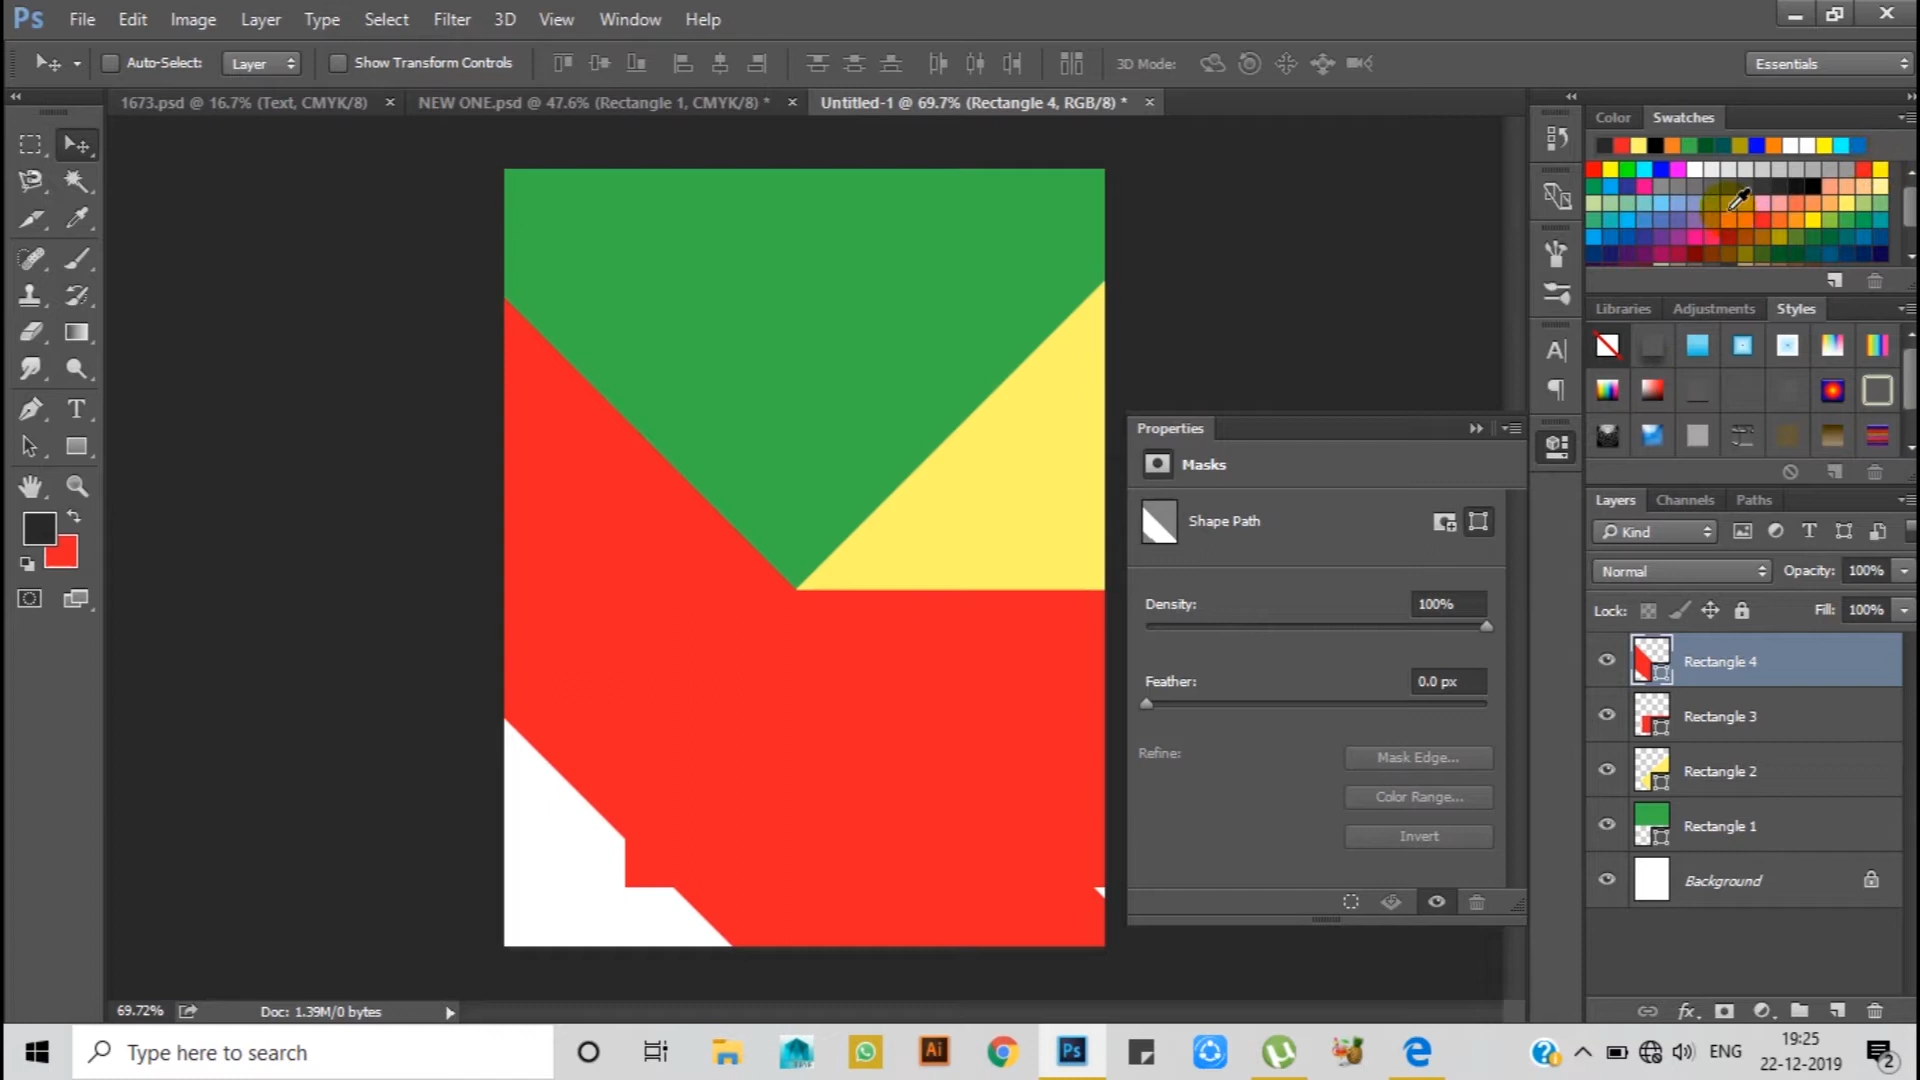 Ps File Edit Image Layer Type Select Filter 3D View Window Help
Auto-Select: Layer Show Transform Controls 3D Mode: Essentials
1673.psd @ 16.7% (Text, CMYK/8) × NEW ONE.psd @ 47.6% (Rectangle 1, CMYK/8) * × Untitled-1 @ 69.7% (Rectangle 4, RGB/8) * ×
Color Swatches
Libraries Adjustments Styles
Properties
Masks
Shape Path
Density: 100%
Feather: 0.0 px
Refine: Mask Edge...
Color Range...
Invert
Layers Channels Paths
Kind
Normal Opacity: 100%
Lock: Fill: 100%
Rectangle 4
Rectangle 3
Rectangle 2
Rectangle 1
Background
69.72% Doc: 1.39M/0 bytes
Type here to search
Ai Ps
ENG
19:25
22-12-2019
2